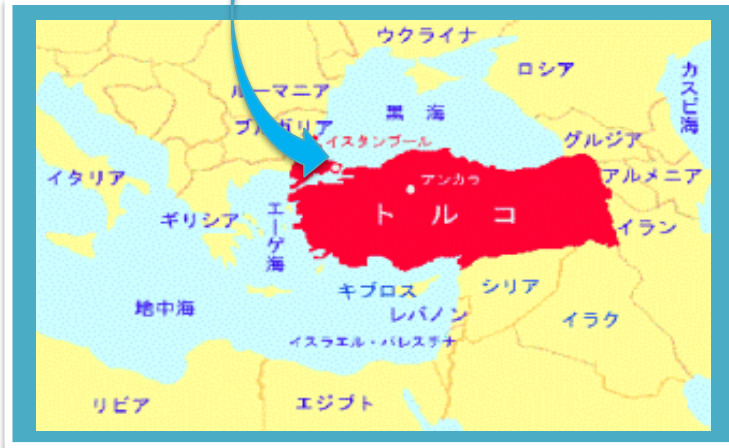 ウクライナ
ロシア
カスピ海
ルーマニア
黒海
ブルガリア
イスタンブール
グルジア
イタリア
アンカラ
アルメニア
ギリシア
エーゲ海
トルコ
イラン
キプロス
シリア
地中海
レバノン
イラク
イスラエル・パレスチナ
リビア
エジプト